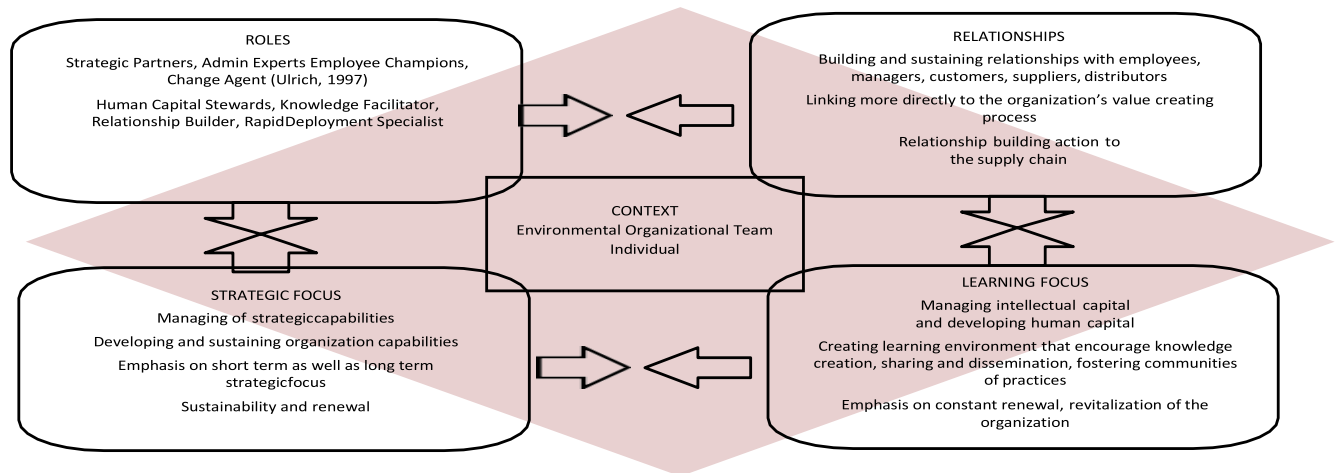 ROLES
Strategic Partners, Admin Experts Employee Champions,
Change Agent (Ulrich, 1997)
Human Capital Stewards, Knowledge Facilitator,
Relationship Builder, RapidDeployment Specialist
RELATIONSHIPS
Building and sustaining relationships with employees,
managers, customers, suppliers, distributors
Linking more directly to the organization's value creating
process
Relationship building action to
the supply chain
CONTEXT
Environmental Organizational Team
Individual
STRATEGIC FOCUS
Managing of strategiccapabilities
Developing and sustaining organization capabilities
Emphasis on short term as well as long term
strategicfocus
Sustainability and renewal
LEARNING FOCUS
Managing intellectual capital
and developing human capital
Creating learning environment that encourage knowledge
creation, sharing and dissemination, fostering communities
of practices
Emphasis on constant renewal, revitalization of the
organization